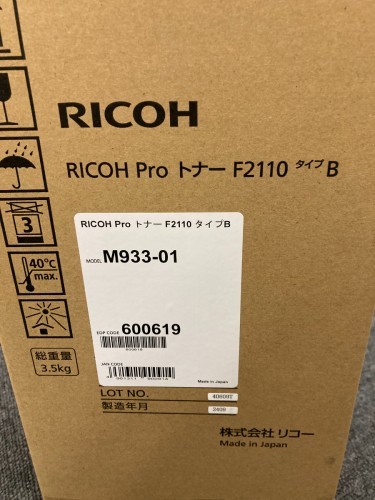 RICOH
RICOH Pro トナー F2110 タイプ B
3
40℃
max.
総重量
3.5kg
RICOH Pro トナー F2110 タイプB
MODEL M933-01
EDP CODE 600619
600619
JAN CODE
Made in Japan
LOT NO.
製造年月
株式会社 リコー
Made in Japan